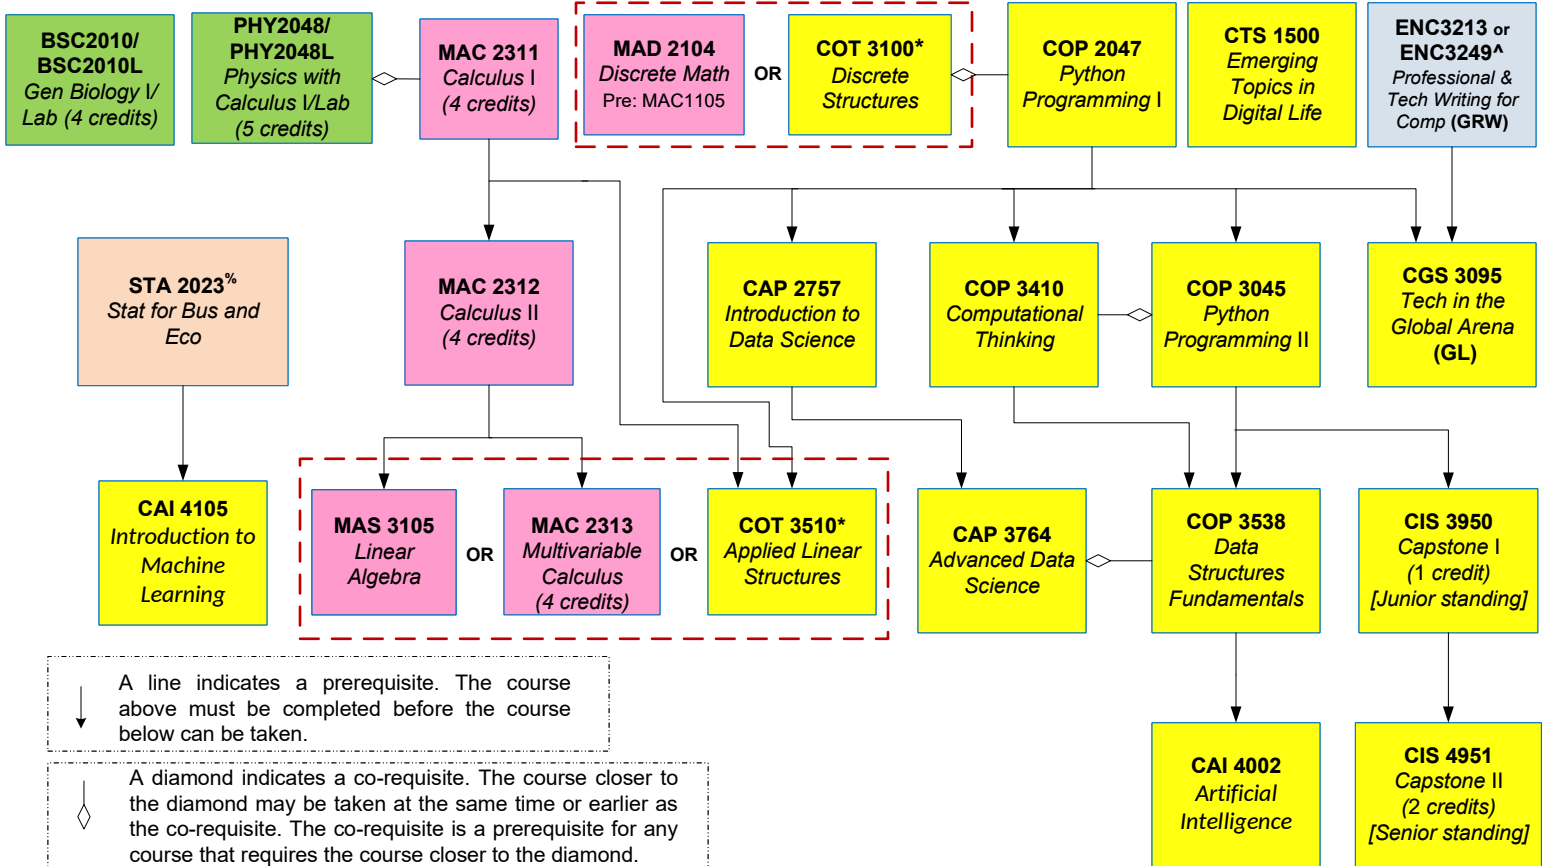 BSC2010/
BSC2010L
Gen Biology I/
Lab (4 credits)
PHY2048/
PHY2048L
Physics with
Calculus I/Lab
(5 credits)
MAC 2311
Calculus I
(4 credits)
MAD 2104
Discrete Math
Pre: MAC1105
OR
COT 3100*
Discrete
Structures
COP 2047
Python
Programming I
CTS 1500
Emerging
Topics in
Digital Life
ENC3213 or
ENC3249^
Professional &
Tech Writing for
Comp (GRW)
STA 2023%
Stat for Bus and
Eco
MAC 2312
Calculus II
(4 credits)
CAP 2757
Introduction to
Data Science
COP 3410
Computational
Thinking
COP 3045
Python
Programming II
CGS 3095
Tech in the
Global Arena
(GL)
CAI 4105
Introduction to
Machine
Learning
MAS 3105
Linear
Algebra
OR
MAC 2313
Multivariable
Calculus
(4 credits)
OR
COT 3510*
Applied Linear
Structures
CAP 3764
Advanced Data
Science
COP 3538
Data
Structures
Fundamentals
CIS 3950
Capstone I
(1 credit)
[Junior standing]
A line indicates a prerequisite. The course
above must be completed before the course
below can be taken.
A diamond indicates a co-requisite. The course closer to
the diamond may be taken at the same time or earlier as
the co-requisite. The co-requisite is a prerequisite for any
course that requires the course closer to the diamond.
CAI 4002
Artificial
Intelligence
CIS 4951
Capstone II
(2 credits)
[Senior standing]